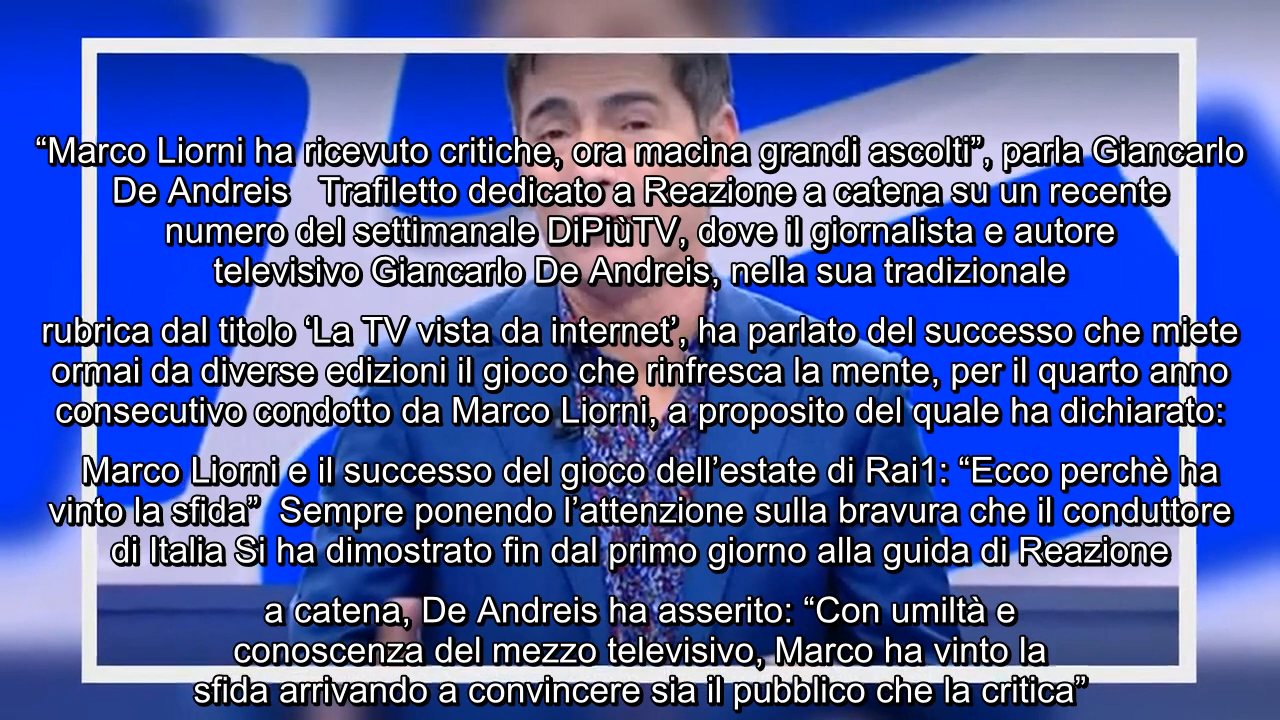 “Marco Liorni ha ricevuto critiche, ora macina grandi ascolti”, parla Giancarlo
De Andreis   Trafiletto dedicato a Reazione a catena su un recente
numero del settimanale DiPiùTV, dove il giornalista e autore
televisivo Giancarlo De Andreis, nella sua tradizionale
rubrica dal titolo ‘La TV vista da internet’, ha parlato del successo che miete
ormai da diverse edizioni il gioco che rinfresca la mente, per il quarto anno
consecutivo condotto da Marco Liorni, a proposito del quale ha dichiarato:
Marco Liorni e il successo del gioco dell’estate di Rai1: “Ecco perchè ha
vinto la sfida”  Sempre ponendo l’attenzione sulla bravura che il conduttore
di Italia Si ha dimostrato fin dal primo giorno alla guida di Reazione
a catena, De Andreis ha asserito: “Con umiltà e
conoscenza del mezzo televisivo, Marco ha vinto la
sfida arrivando a convincere sia il pubblico che la critica”